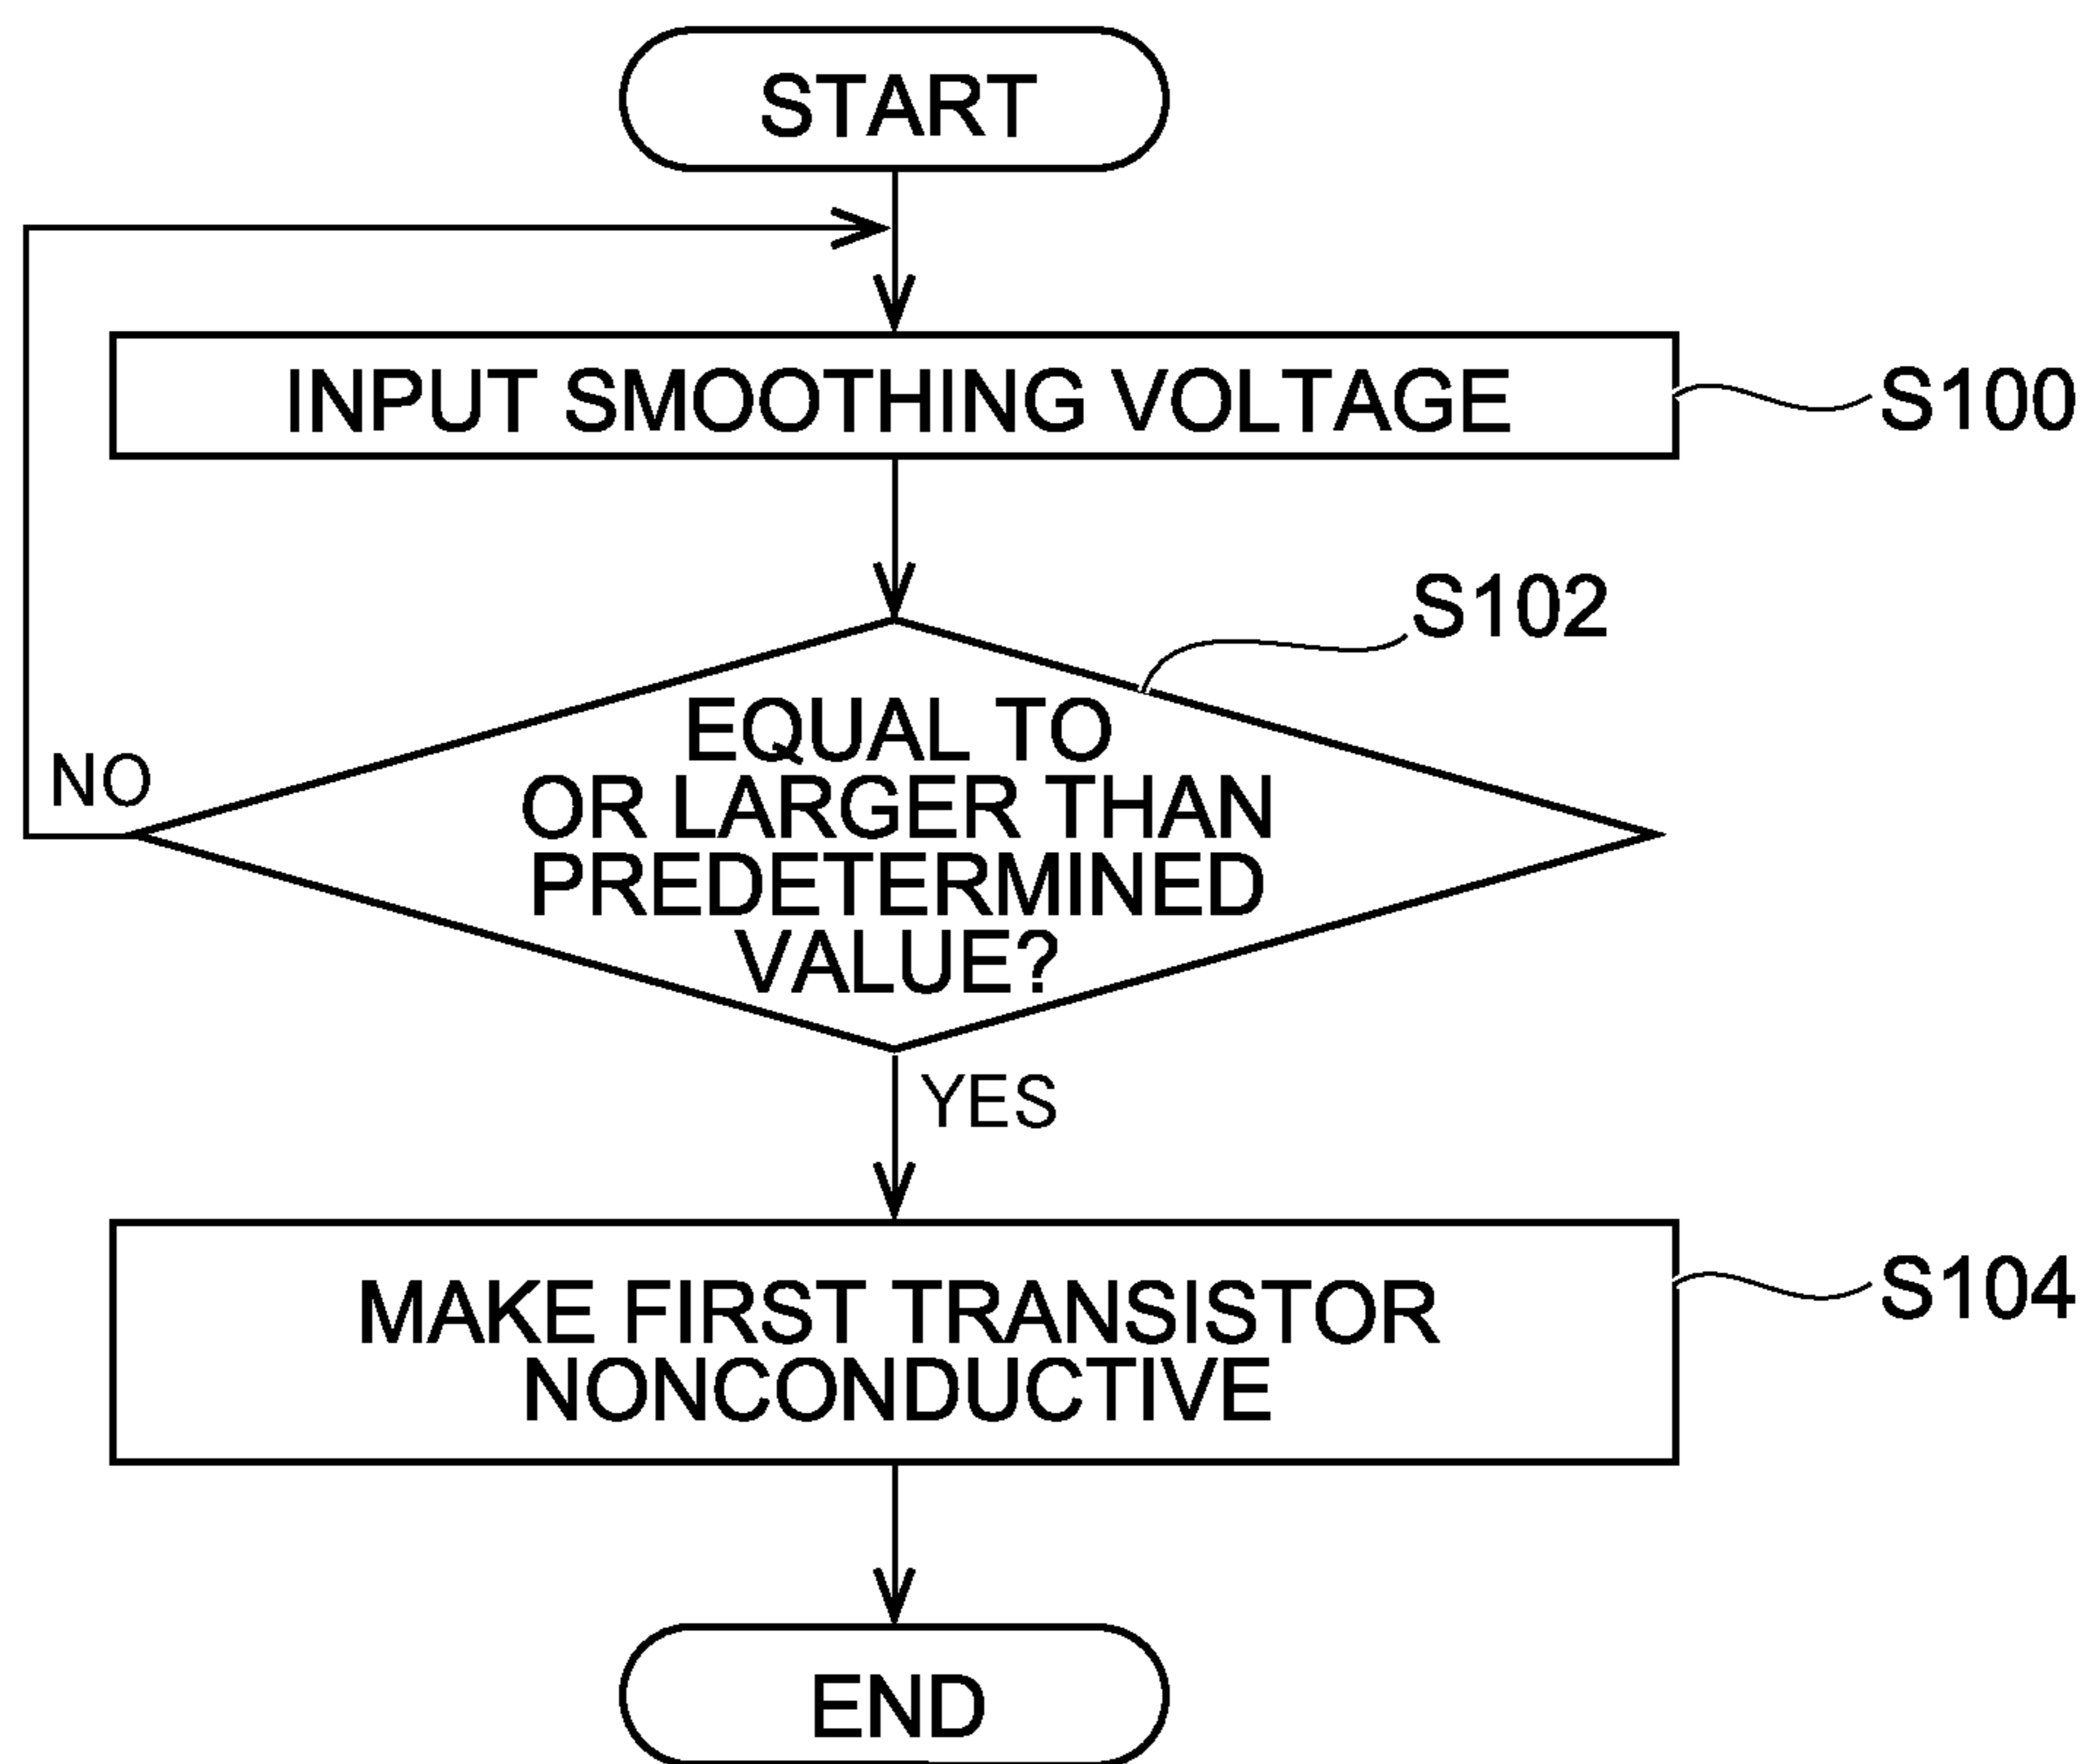 START
INPUT SMOOTHING VOLTAGE
S100
S102
EQUAL TO
OR LARGER THAN
PREDETERMINED
VALUE?
NO
YES
MAKE FIRST TRANSISTOR
NONCONDUCTIVE
S104
END